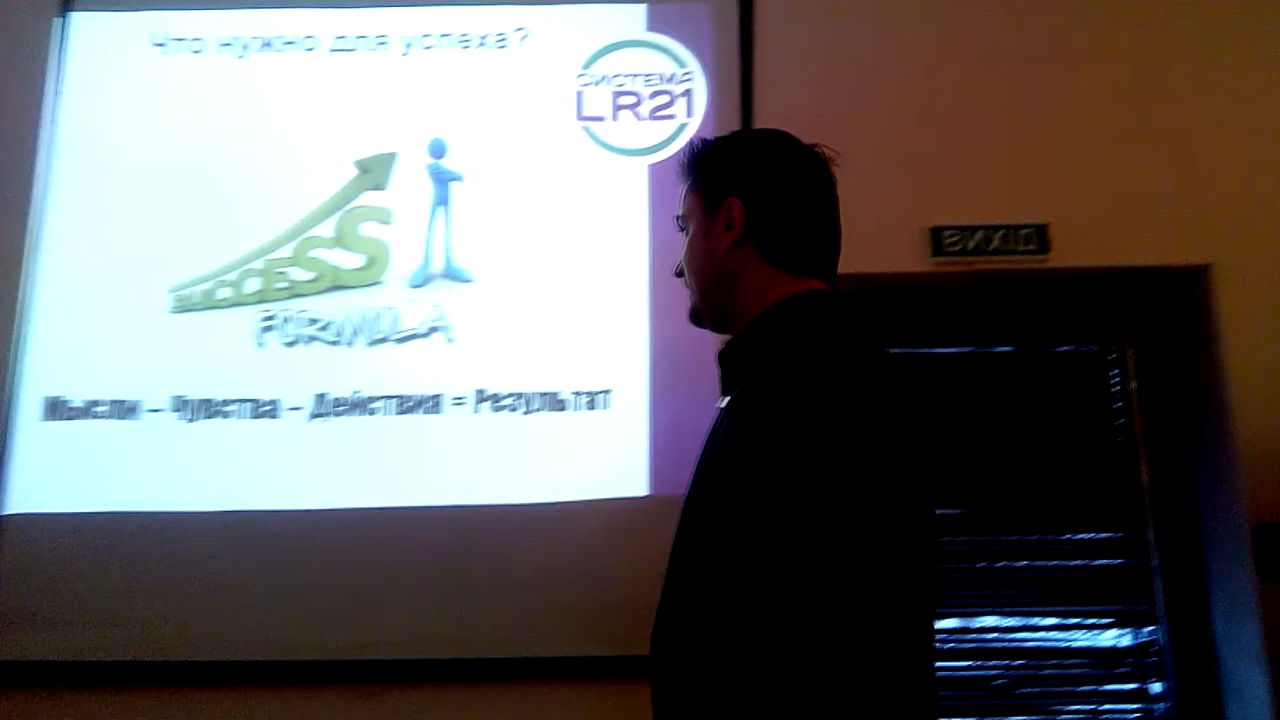 Что нужно для успеха?
СИСТЕМА
LR21
SUCCESS
FORMULA
Мысли – Чувства – Действия = Результат
ВИХІД